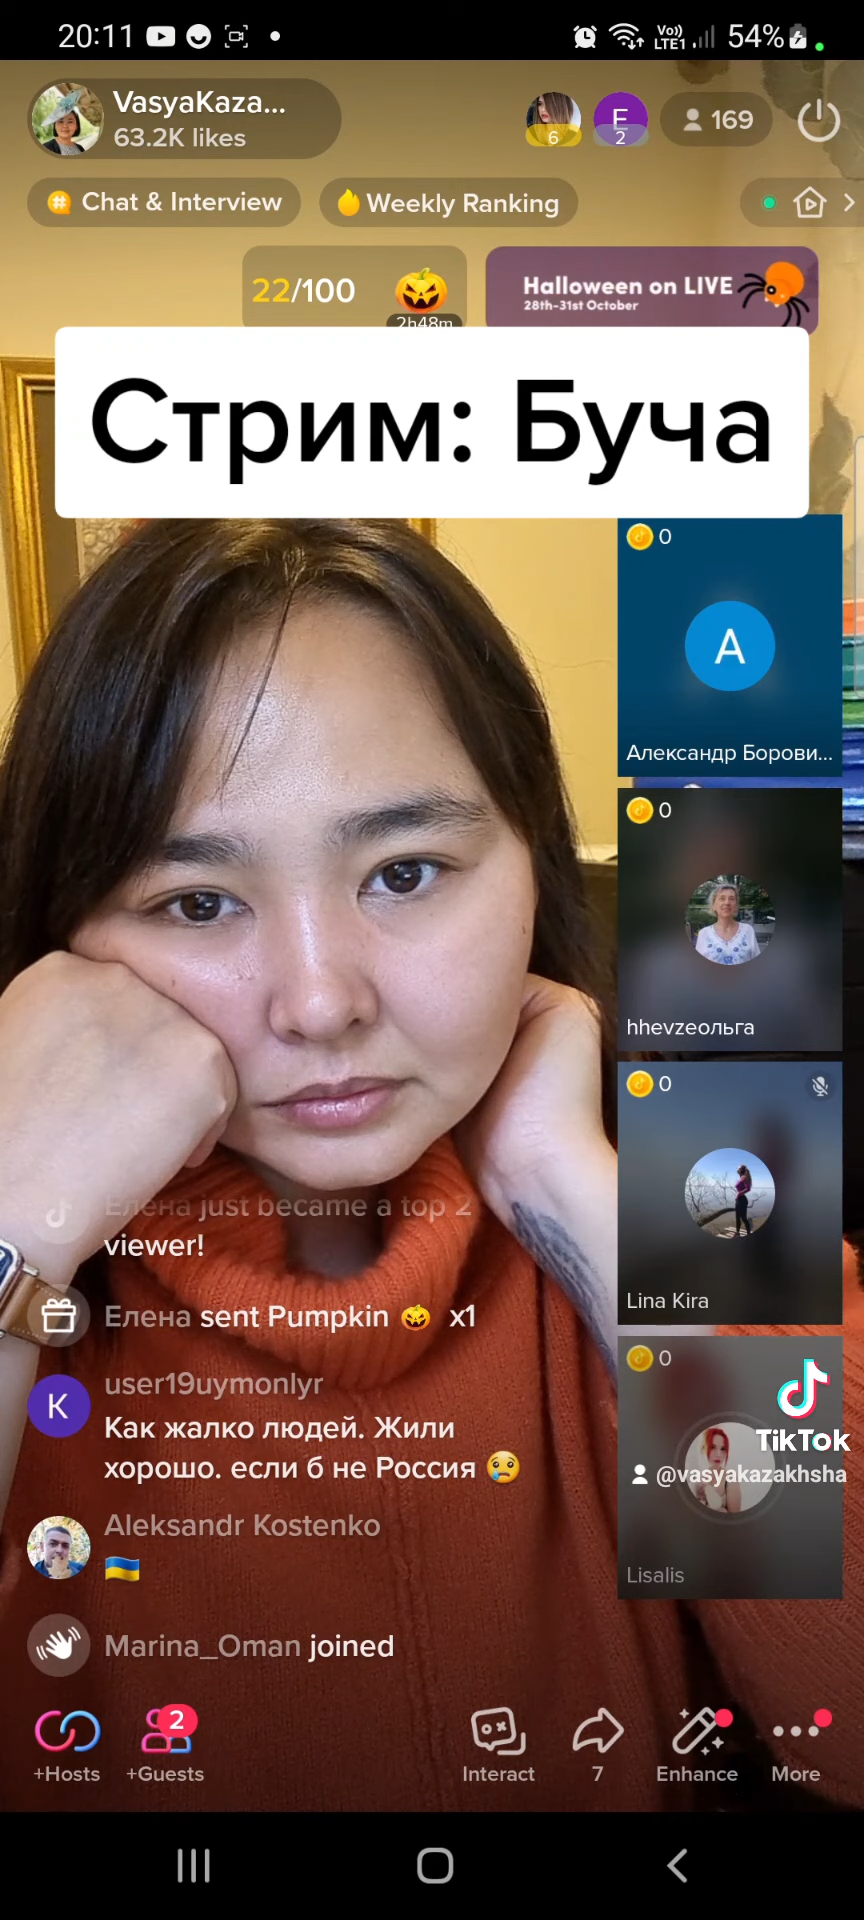 20:11
Vo))
LTE1
54%
VasyaKaza...
63.2K likes
6
E
2
169
Chat & Interview
Weekly Ranking
22/100
2h48m
Halloween on LIVE
28th-31st October
Стрим: Буча
0
A
Александр Борови...
0
hhevzeольга
0
Lina Kira
0
TikTok
@vasyakazakhsha
Lisalis
Елена just became a top 2
viewer!
Елена sent Pumpkin 🎃 x1
K
user19uymonlyr
Как жалко людей. Жили
хорошо. если б не Россия 😢
Aleksandr Kostenko
🇺🇦
Marina_Oman joined
2
+Hosts
+Guests
Interact
7
Enhance
More